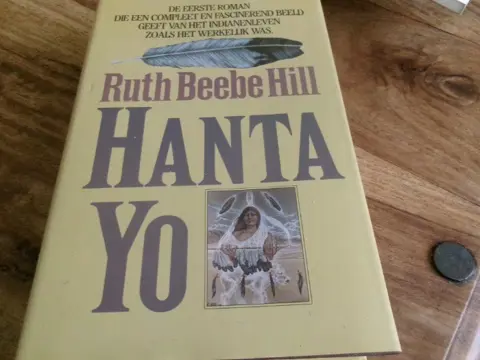 DE EERSTE ROMAN
DIE EEN COMPLEET EN FASCINEREND BEELD
GEEFT VAN HET INDIANENLEVEN
ZOALS HET WERKELIJK WAS.
Ruth Beebe Hill
HANTA
YO